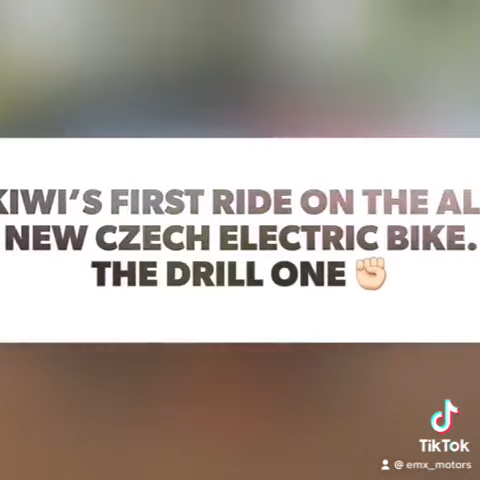 KIWI'S FIRST RIDE ON THE AL
NEW CZECH ELECTRIC BIKE.
THE DRILL ONE ✊🏻
TikTok
@ emx_motors